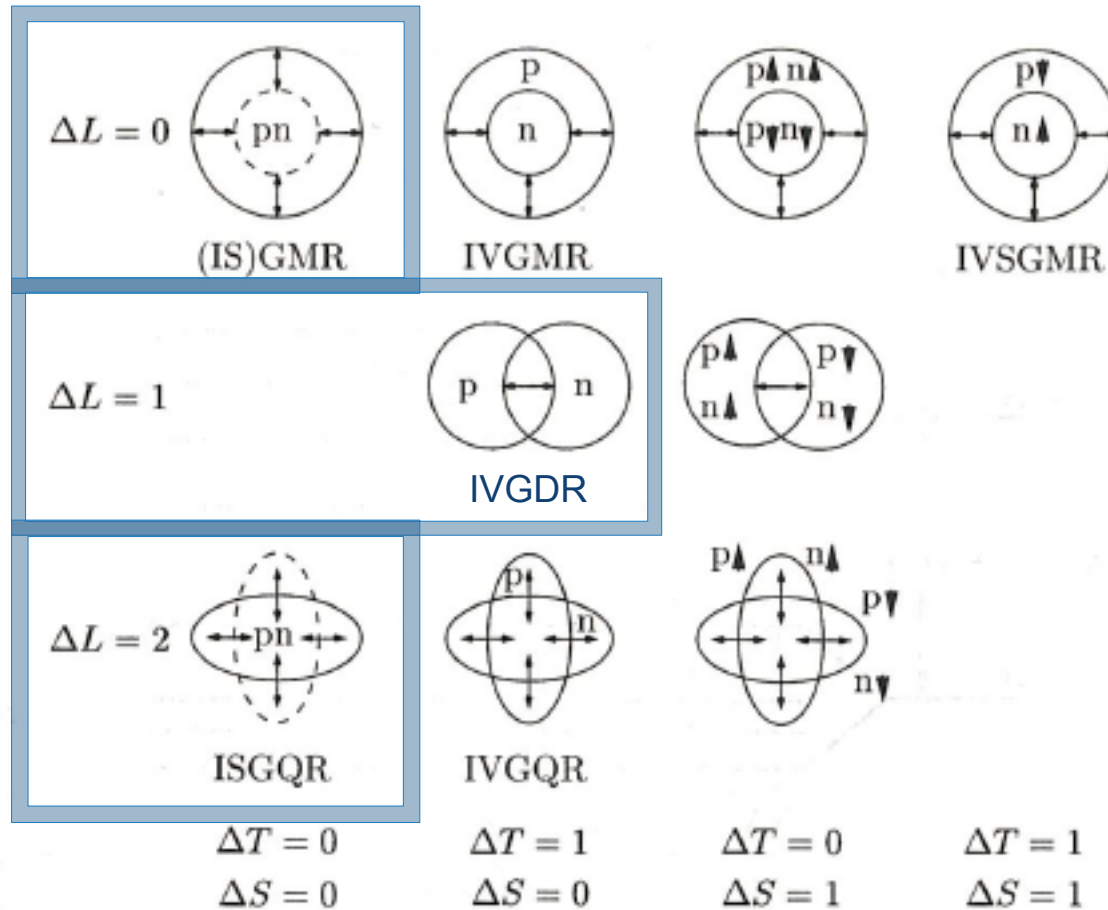 ΔL = 0
pn
p
n
p▲ n▲
p▼ n▼
p▼
n▲
(IS)GMR IVGMR IVSGMR
ΔL = 1
p
n
p▲ p▼
n▲ n▼
IVGDR
ΔL = 2
pn
p
n
p▲ n▲
p▼
n▼
ISGQR IVGQR
ΔT = 0 ΔT = 1 ΔT = 0 ΔT = 1
ΔS = 0 ΔS = 0 ΔS = 1 ΔS = 1